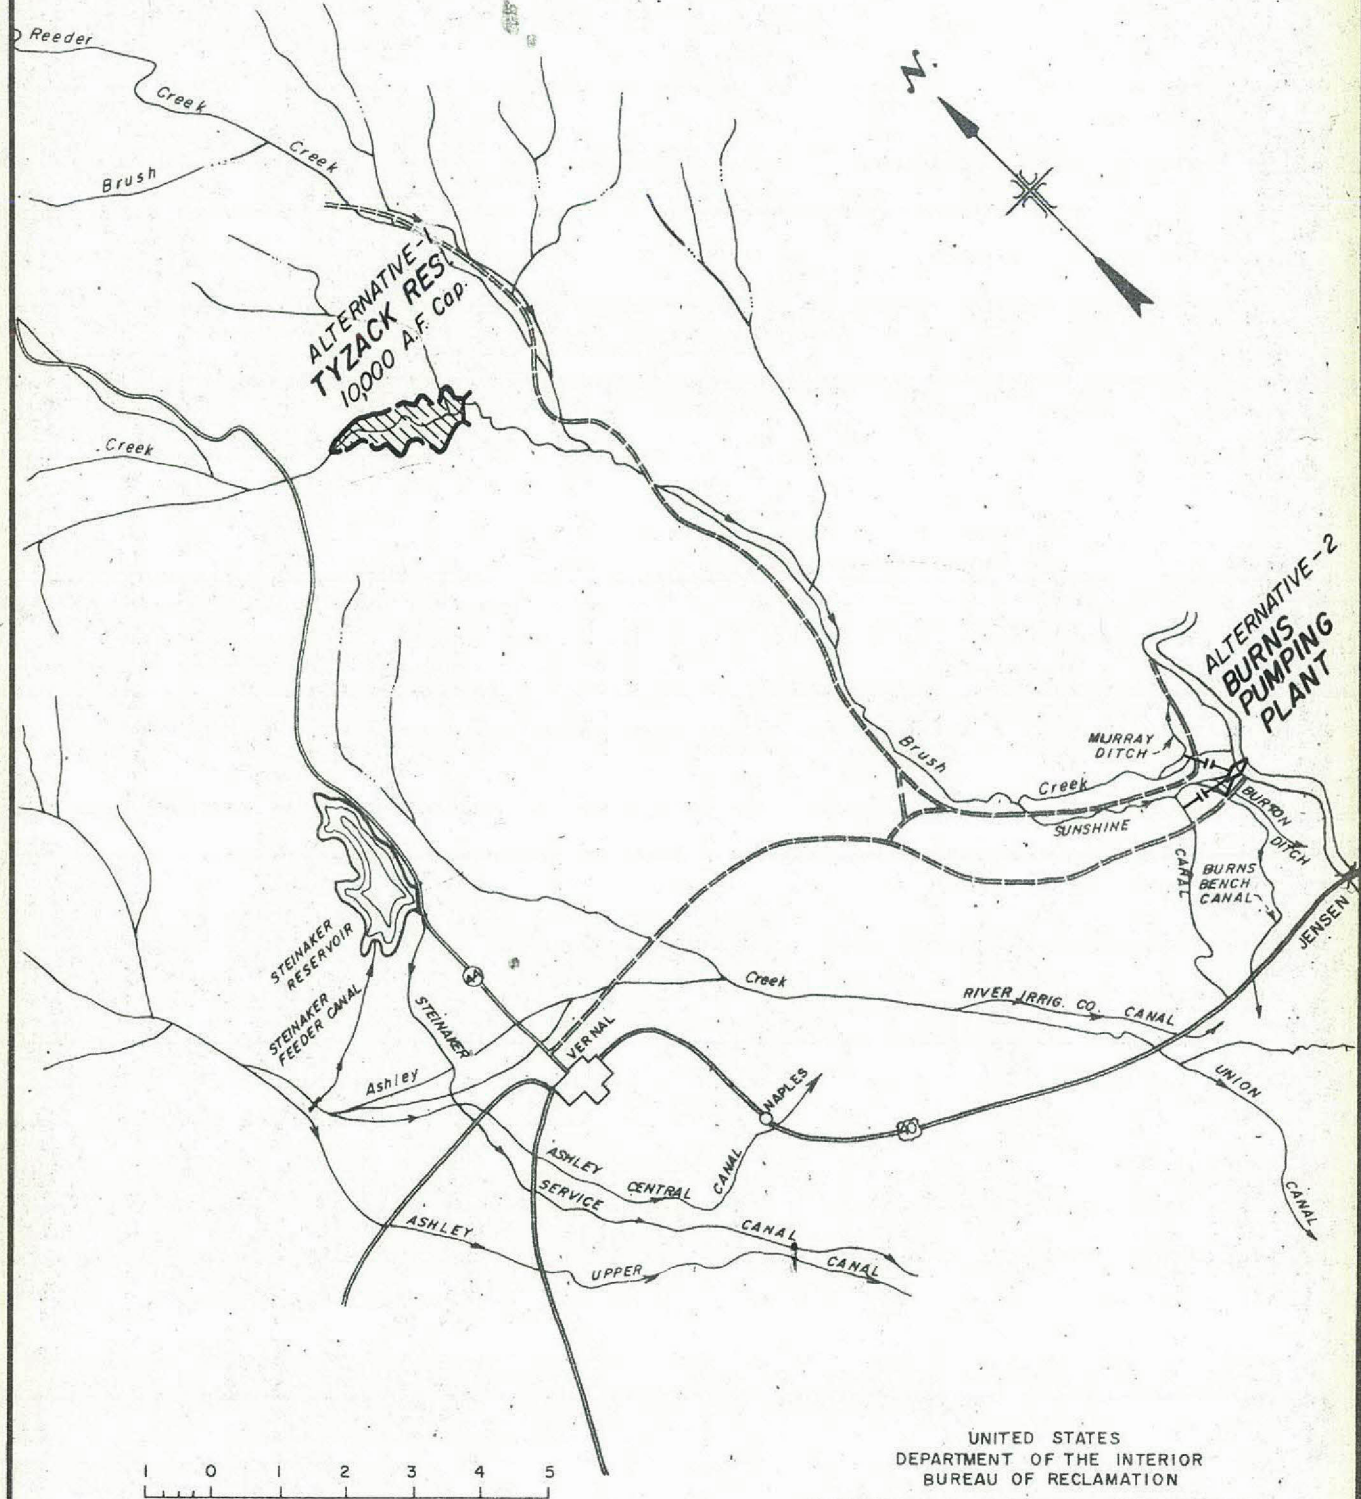 Reeder
Creek
Creek
Brush
N
ALTERNATIVE-1
TYZACK RES.
10,000 A.F. Cap.
Creek
ALTERNATIVE-2
BURNS
PUMPING
PLANT
MURRAY
DITCH
Brush
Creek
SUNSHINE
CANAL
BURTON
DITCH
BURNS
BENCH
CANAL
JENSEN
STEINAKER
RESERVOIR
STEINAKER
FEEDER CANAL
44
STEINAKER
Creek
RIVER IRRIG. CO. CANAL
VERNAL
Ashley
NAPLES
40
UNION
CANAL
ASHLEY
CENTRAL
CANAL
SERVICE
CANAL
ASHLEY
UPPER
CANAL
UNITED STATES
DEPARTMENT OF THE INTERIOR
BUREAU OF RECLAMATION
1 0 1 2 3 4 5